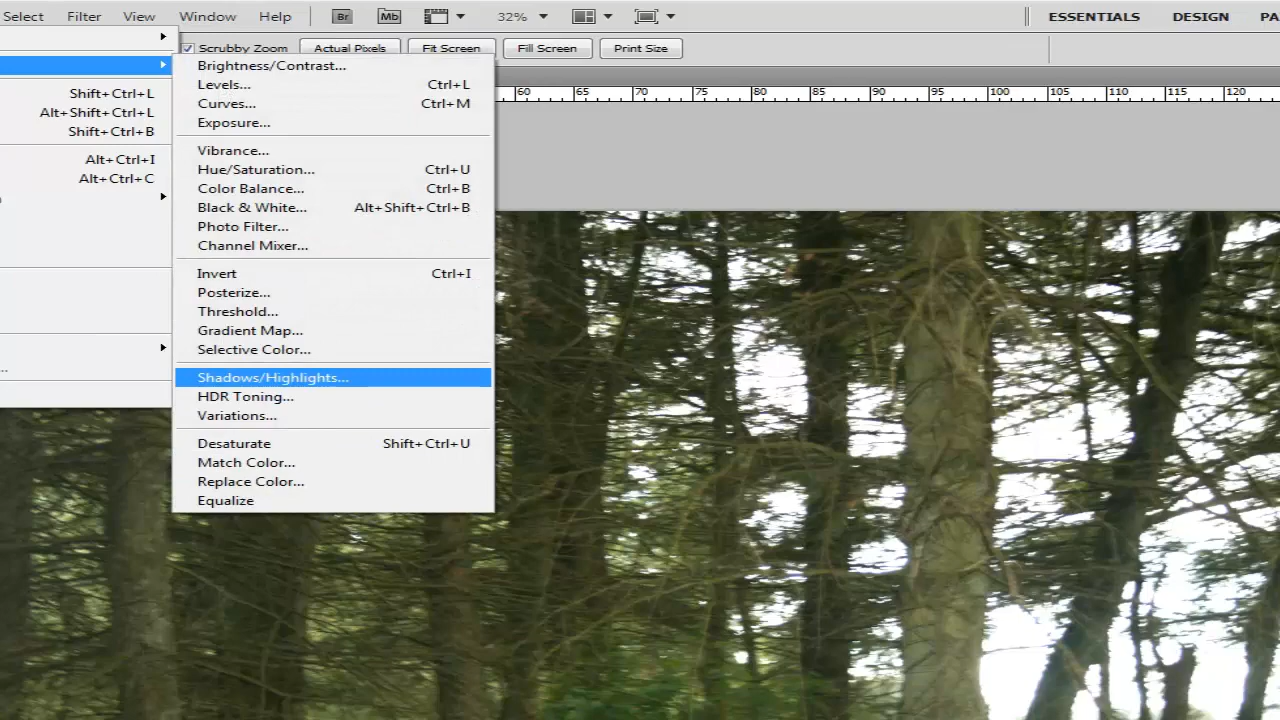 Select View Filter Window Help Br Mb 32% ESSENTIALS DESIGN PA
Scrubby Zoom Actual Pixels Fit Screen Fill Screen Print Size
60 65 70 75 80 85 90 95 100 105 110 115 120
Shift+Ctrl+L
Alt+Shift+Ctrl+L
Shift+Ctrl+B
Alt+Ctrl+I
Alt+Ctrl+C
...
Brightness/Contrast...
Levels... Ctrl+L
Curves... Ctrl+M
Exposure...
Vibrance...
Hue/Saturation... Ctrl+U
Color Balance... Ctrl+B
Black & White... Alt+Shift+Ctrl+B
Photo Filter...
Channel Mixer...
Invert Ctrl+I
Posterize...
Threshold...
Gradient Map...
Selective Color...
Shadows/Highlights...
HDR Toning...
Variations...
Desaturate Shift+Ctrl+U
Match Color...
Replace Color...
Equalize